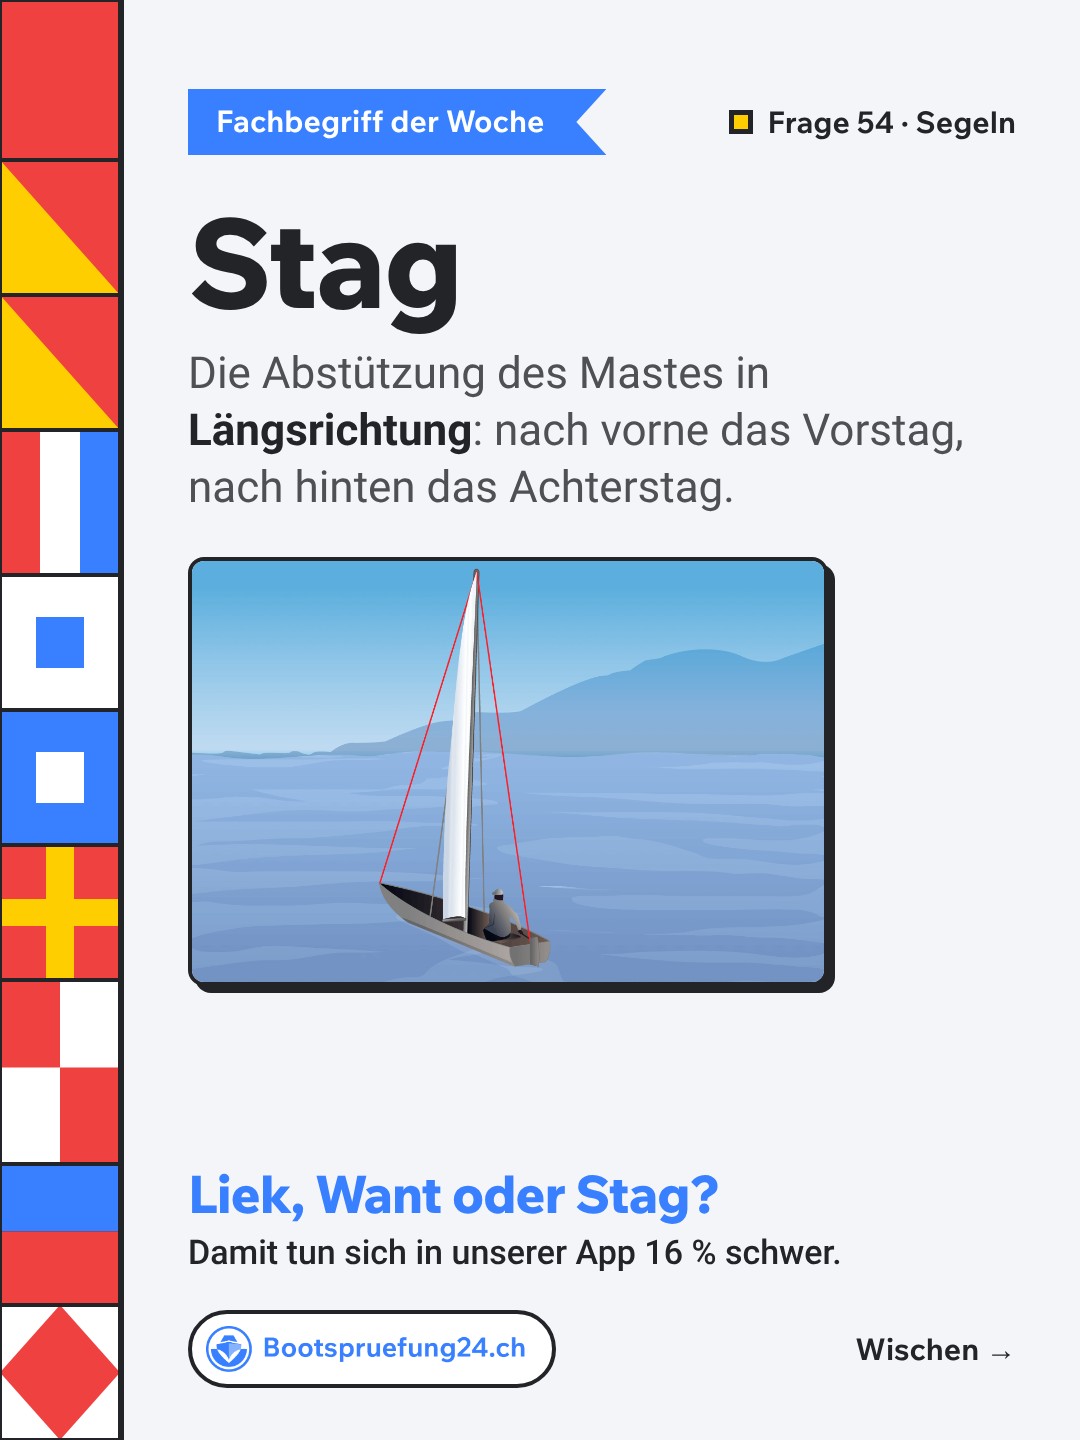 Fachbegriff der Woche
Frage 54 · Segeln
Stag
Die Abstützung des Mastes in
Längsrichtung: nach vorne das Vorstag,
nach hinten das Achterstag.
Liek, Want oder Stag?
Damit tun sich in unserer App 16 % schwer.
Bootspruefung24.ch
Wischen →